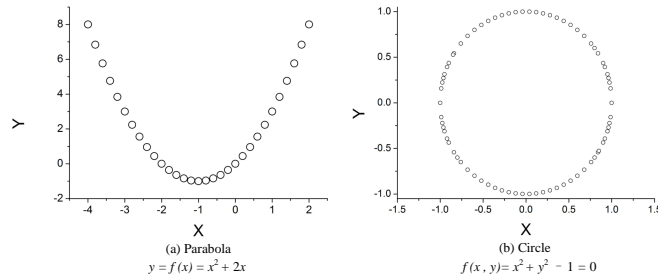 8
6
4
2
0
-2
-4 -3 -2 -1 0 1 2
Y
X
(a) Parabola
y = f (x) = x² + 2x
1.0
0.5
0.0
-0.5
-1.0
-1.5 -1.0 -0.5 0.0 0.5 1.0 1.5
Y
X
(b) Circle
f (x , y)= x² + y² - 1 = 0